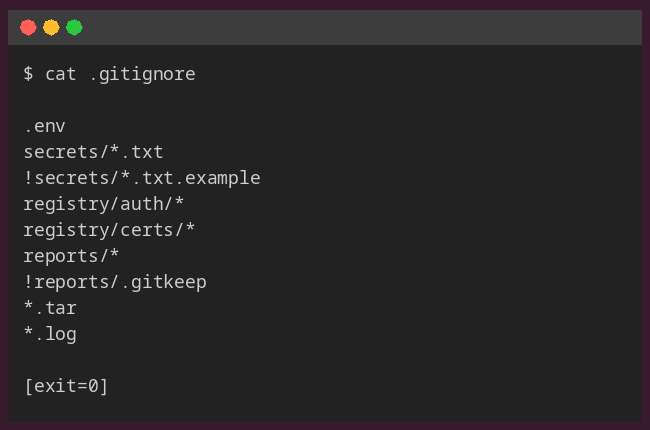 $ cat .gitignore
.env
secrets/*.txt
!secrets/*.txt.example
registry/auth/*
registry/certs/*
reports/*
!reports/.gitkeep
*.tar
*.log
[exit=0]